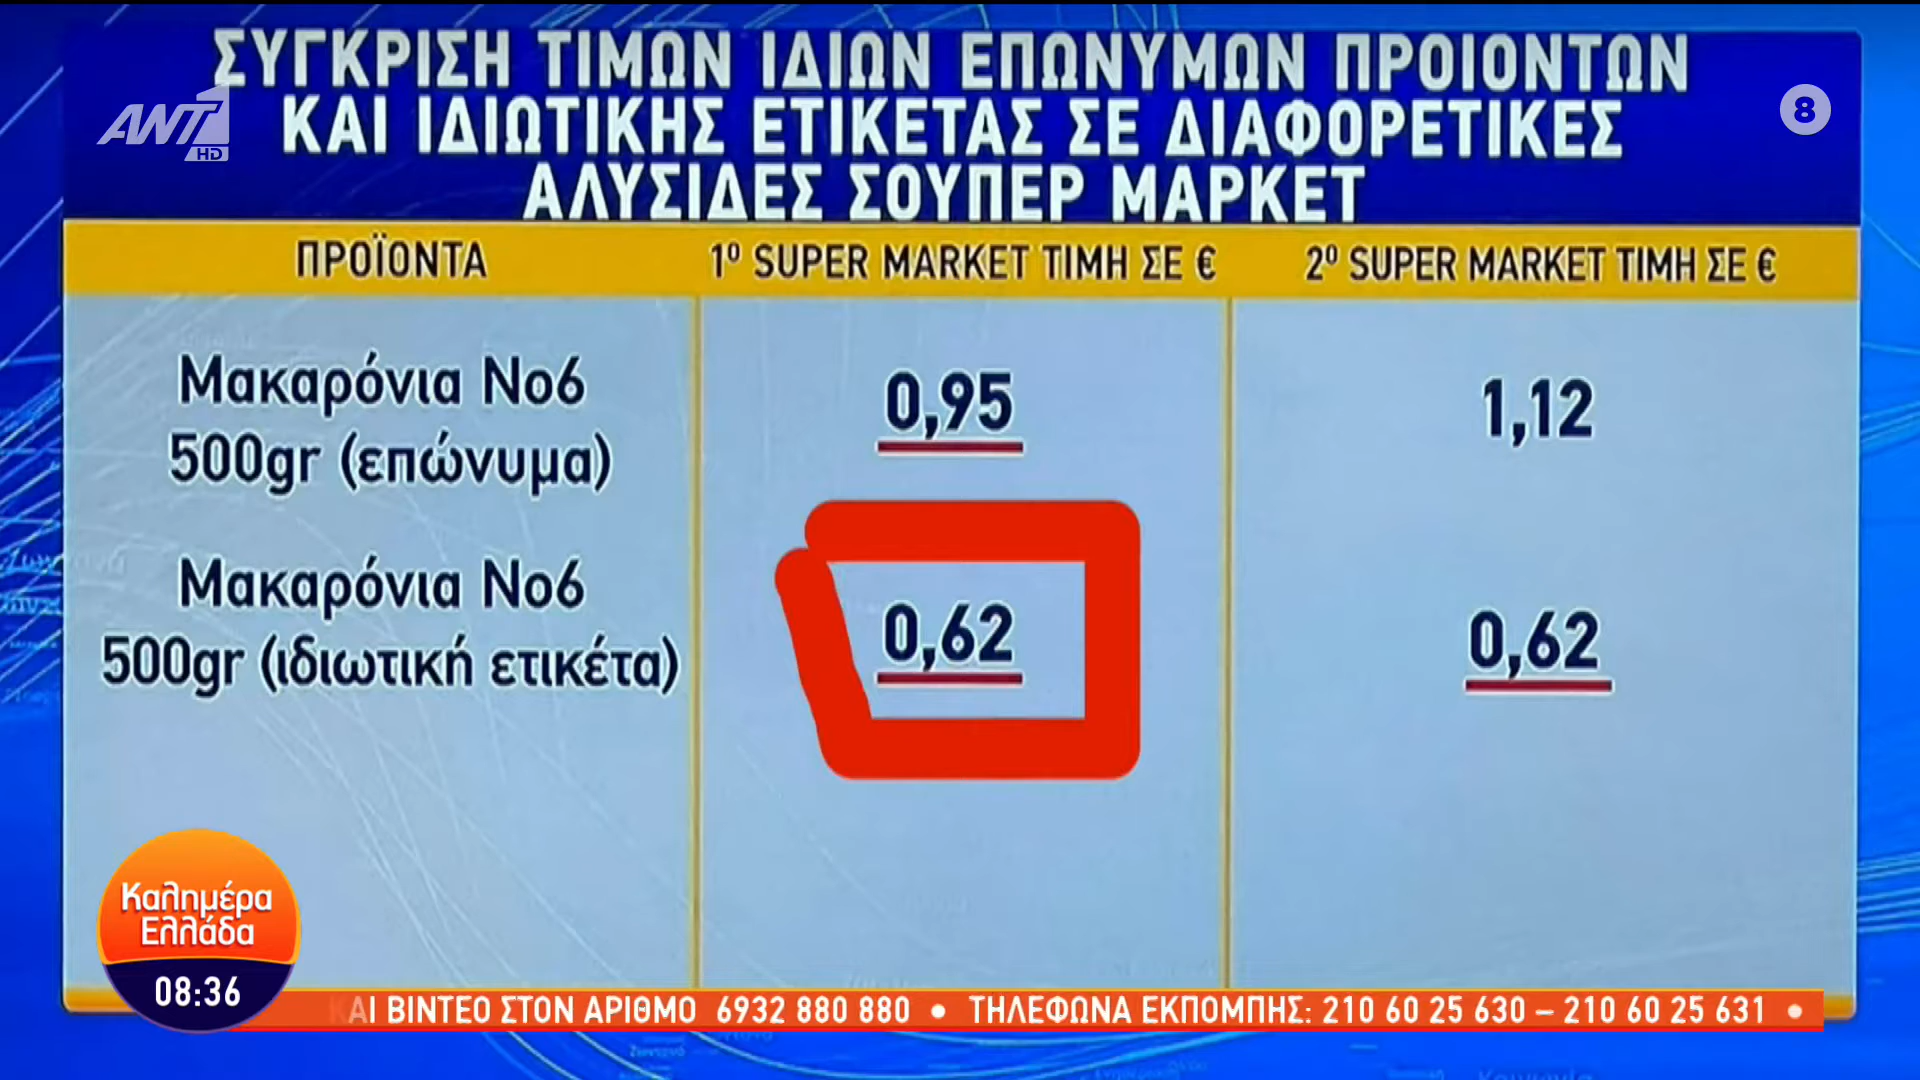 ΣΥΓΚΡΙΣΗ ΤΙΜΩΝ ΙΔΙΩΝ ΕΠΩΝΥΜΩΝ ΠΡΟΙΟΝΤΩΝ
ΚΑΙ ΙΔΙΩΤΙΚΗΣ ΕΤΙΚΕΤΑΣ ΣΕ ΔΙΑΦΟΡΕΤΙΚΕΣ
ΑΛΥΣΙΔΕΣ ΣΟΥΠΕΡ ΜΑΡΚΕΤ
ANT1
HD
8
ΠΡΟΪΟΝΤΑ
1º SUPER MARKET ΤΙΜΗ ΣΕ €
2º SUPER MARKET ΤΙΜΗ ΣΕ €
Μακαρόνια Νο6
500gr (επώνυμα)
0,95
1,12
Μακαρόνια Νο6
500gr (ιδιωτική ετικέτα)
0,62
0,62
Καλημέρα
Ελλάδα
08:36
ΚΑΙ ΒΙΝΤΕΟ ΣΤΟΝ ΑΡΙΘΜΟ 6932 880 880 • ΤΗΛΕΦΩΝΑ ΕΚΠΟΜΠΗΣ: 210 60 25 630 – 210 60 25 631 •